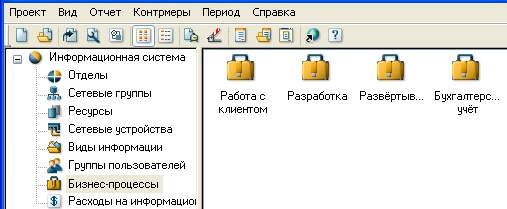 Проект Вид Отчет Контрмеры Период Справка
Информационная система
Отделы
Сетевые группы
Ресурсы
Сетевые устройства
Виды информации
Группы пользователей
Бизнес-процессы
Расходы на информацион
Работа с
клиентом
Разработка
Развёртыв...
Бухгалтерс...
учёт